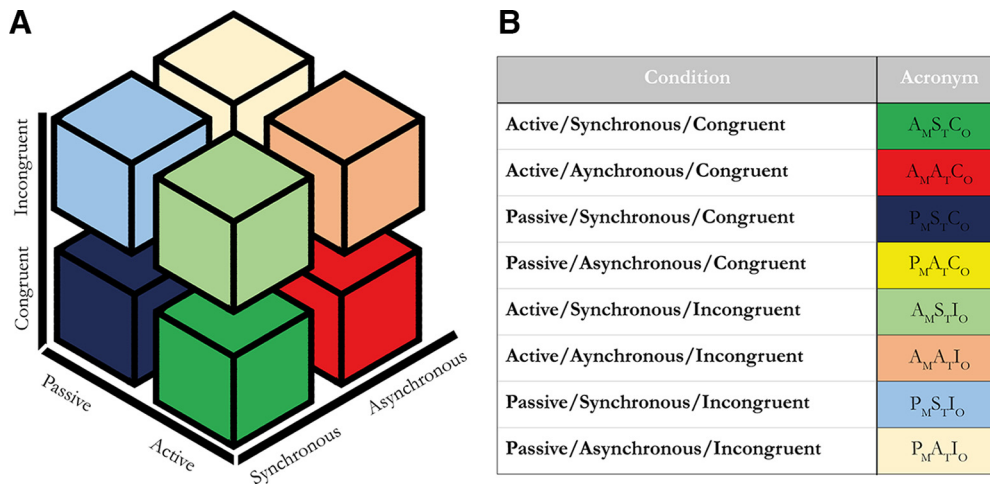 A
Incongruent
Congruent
Passive
Active
Synchronous
Asynchronous
B
Condition Acronym
Active/Synchronous/Congruent AMSTCO
Active/Aynchronous/Congruent AMATCO
Passive/Synchronous/Congruent PMSTCO
Passive/Asynchronous/Congruent PMATCO
Active/Synchronous/Incongruent AMSTIO
Active/Aynchronous/Incongruent AMATIO
Passive/Synchronous/Incongruent PMSTIO
Passive/Asynchronous/Incongruent PMATIO